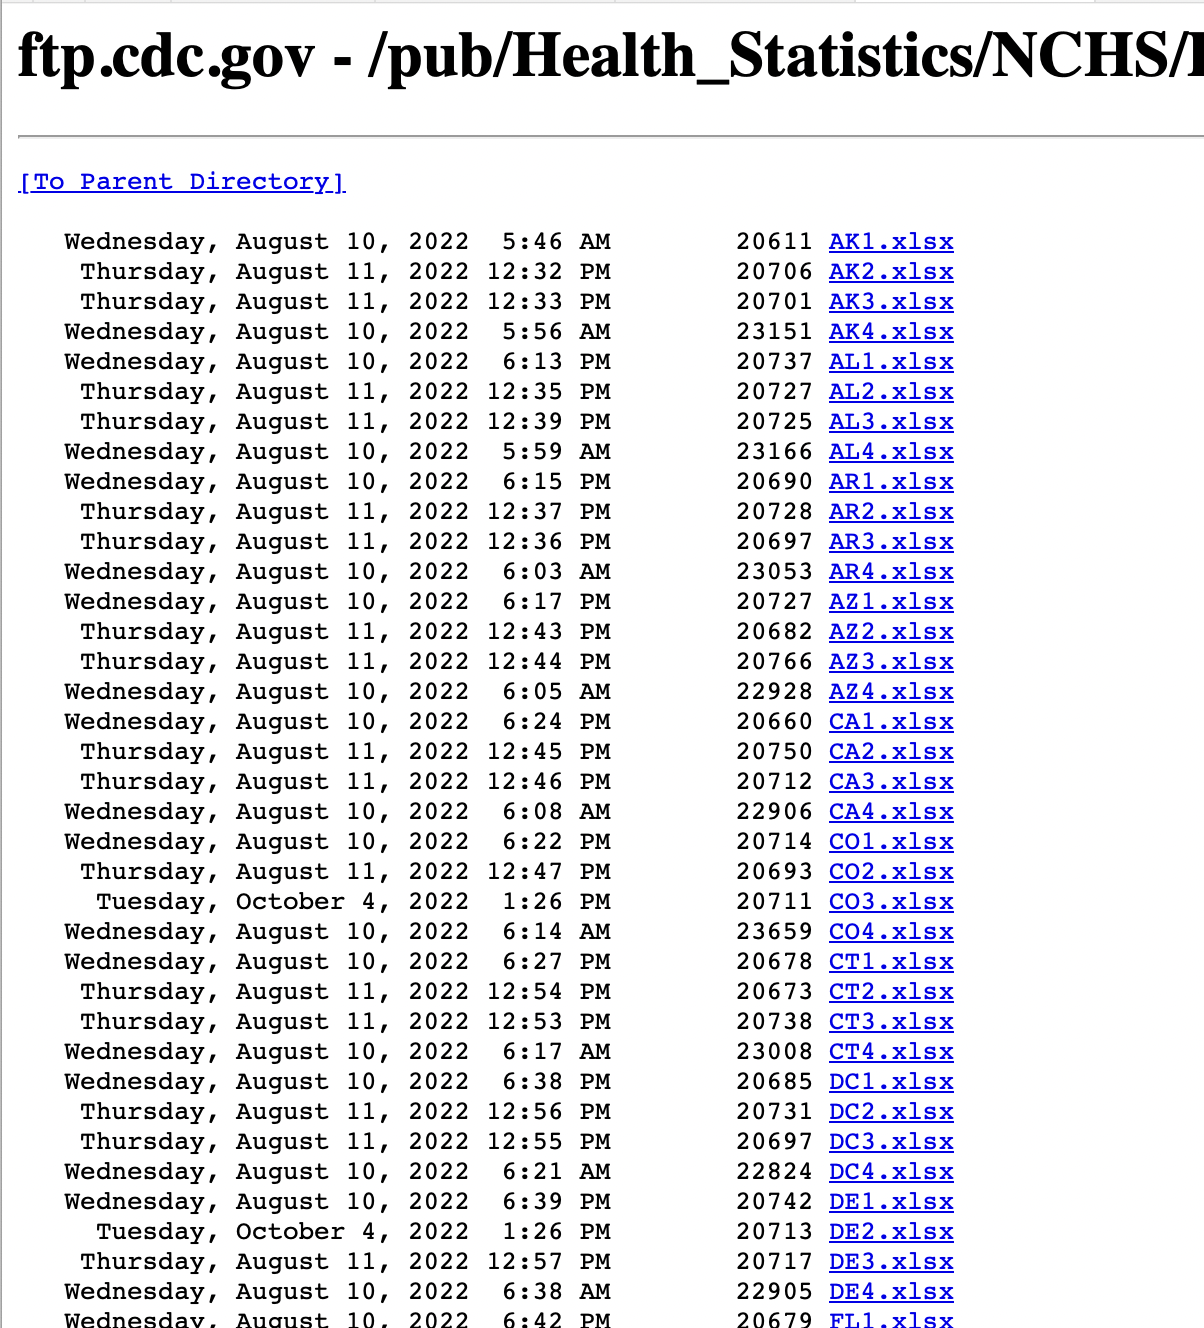 ftp.cdc.gov - /pub/Health_Statistics/NCHS/
[To Parent Directory]
Wednesday, August 10, 2022 5:46 AM 20611 AK1.xlsx
Thursday, August 11, 2022 12:32 PM 20706 AK2.xlsx
Thursday, August 11, 2022 12:33 PM 20701 AK3.xlsx
Wednesday, August 10, 2022 5:56 AM 23151 AK4.xlsx
Wednesday, August 10, 2022 6:13 PM 20737 AL1.xlsx
Thursday, August 11, 2022 12:35 PM 20727 AL2.xlsx
Thursday, August 11, 2022 12:39 PM 20725 AL3.xlsx
Wednesday, August 10, 2022 5:59 AM 23166 AL4.xlsx
Wednesday, August 10, 2022 6:15 PM 20690 AR1.xlsx
Thursday, August 11, 2022 12:37 PM 20728 AR2.xlsx
Thursday, August 11, 2022 12:36 PM 20697 AR3.xlsx
Wednesday, August 10, 2022 6:03 AM 23053 AR4.xlsx
Wednesday, August 10, 2022 6:17 PM 20727 AZ1.xlsx
Thursday, August 11, 2022 12:43 PM 20682 AZ2.xlsx
Thursday, August 11, 2022 12:44 PM 20766 AZ3.xlsx
Wednesday, August 10, 2022 6:05 AM 22928 AZ4.xlsx
Wednesday, August 10, 2022 6:24 PM 20660 CA1.xlsx
Thursday, August 11, 2022 12:45 PM 20750 CA2.xlsx
Thursday, August 11, 2022 12:46 PM 20712 CA3.xlsx
Wednesday, August 10, 2022 6:08 AM 22906 CA4.xlsx
Wednesday, August 10, 2022 6:22 PM 20714 CO1.xlsx
Thursday, August 11, 2022 12:47 PM 20693 CO2.xlsx
Tuesday, October 4, 2022 1:26 PM 20711 CO3.xlsx
Wednesday, August 10, 2022 6:14 AM 23659 CO4.xlsx
Wednesday, August 10, 2022 6:27 PM 20678 CT1.xlsx
Thursday, August 11, 2022 12:54 PM 20673 CT2.xlsx
Thursday, August 11, 2022 12:53 PM 20738 CT3.xlsx
Wednesday, August 10, 2022 6:17 AM 23008 CT4.xlsx
Wednesday, August 10, 2022 6:38 PM 20685 DC1.xlsx
Thursday, August 11, 2022 12:56 PM 20731 DC2.xlsx
Thursday, August 11, 2022 12:55 PM 20697 DC3.xlsx
Wednesday, August 10, 2022 6:21 AM 22824 DC4.xlsx
Wednesday, August 10, 2022 6:39 PM 20742 DE1.xlsx
Tuesday, October 4, 2022 1:26 PM 20713 DE2.xlsx
Thursday, August 11, 2022 12:57 PM 20717 DE3.xlsx
Wednesday, August 10, 2022 6:38 AM 22905 DE4.xlsx
Wednesday, August 10, 2022 6:42 PM 20679 FL1.xlsx